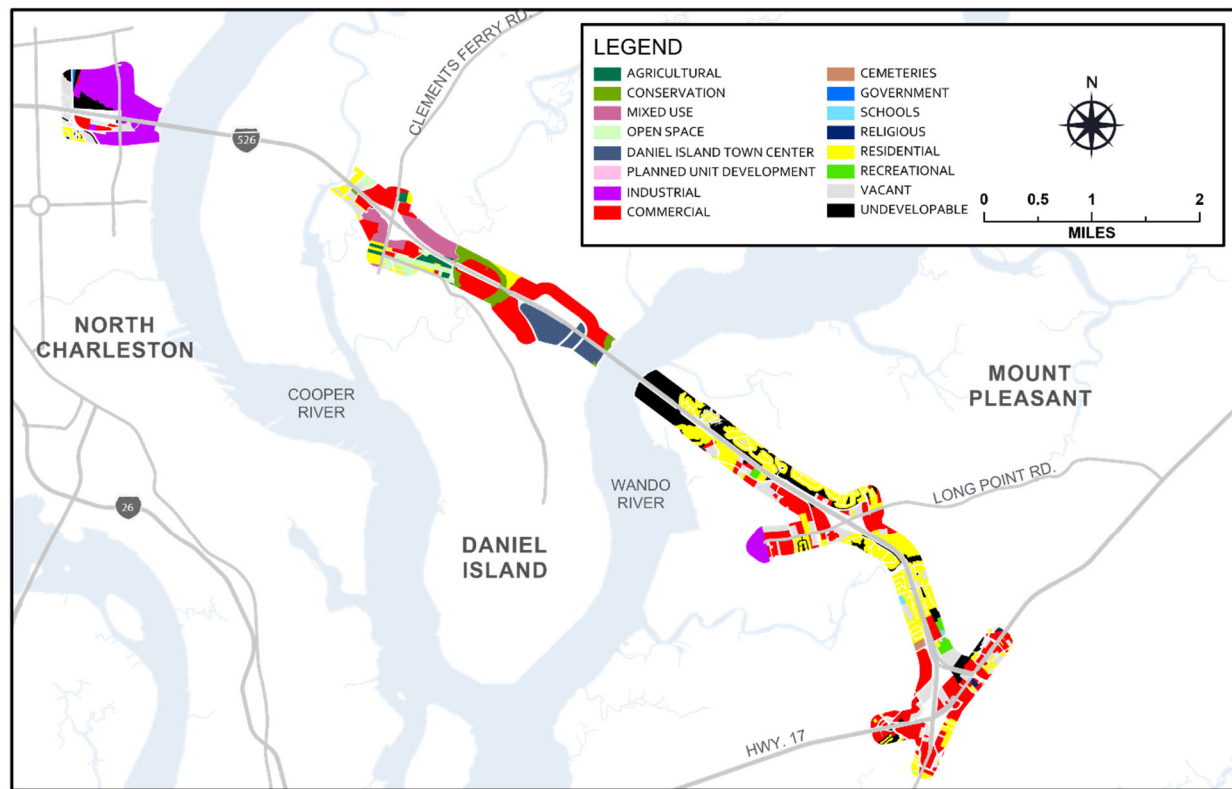 CLEMENTS FERRY RD.
LEGEND
AGRICULTURAL
CONSERVATION
MIXED USE
OPEN SPACE
DANIEL ISLAND TOWN CENTER
PLANNED UNIT DEVELOPMENT
INDUSTRIAL
COMMERCIAL
CEMETERIES
GOVERNMENT
SCHOOLS
RELIGIOUS
RESIDENTIAL
RECREATIONAL
VACANT
UNDEVELOPABLE
N
0 0.5 1 2
MILES
526
NORTH
CHARLESTON
COOPER
RIVER
MOUNT
PLEASANT
WANDO
RIVER
LONG POINT RD.
26
DANIEL
ISLAND
HWY. 17